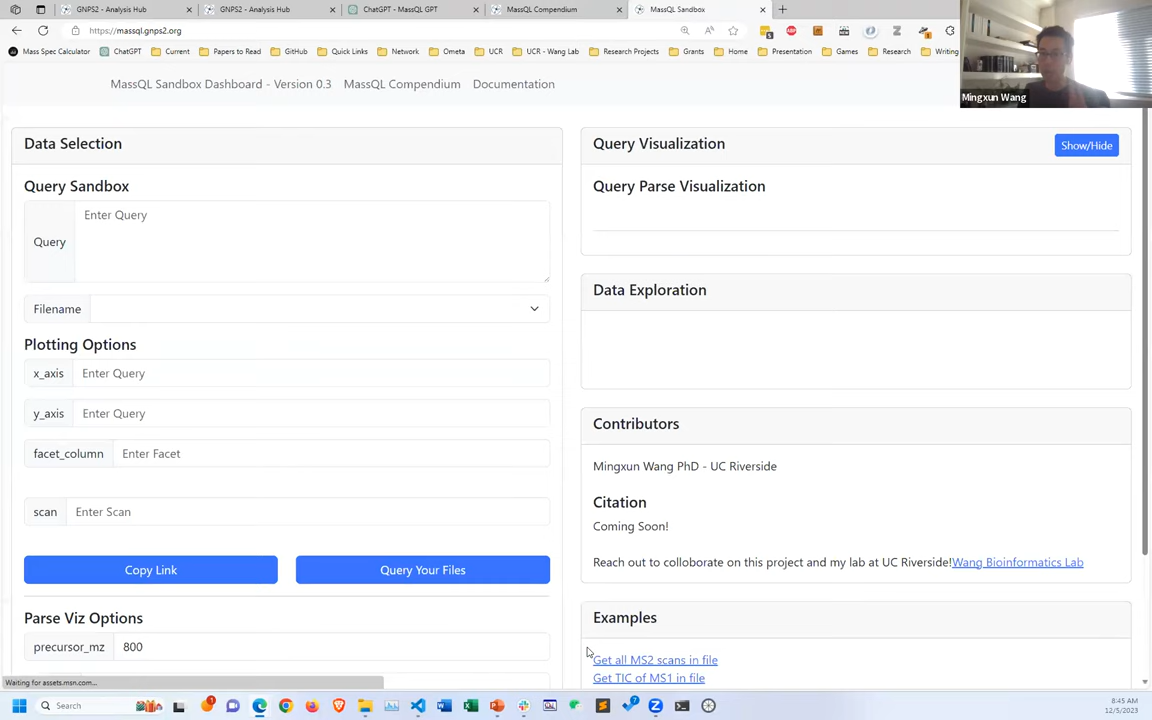 GNPS2 - Analysis Hub
GNPS2 - Analysis Hub
ChatGPT - MassQL GPT
MassQL Compendium
MassQL Sandbox
https://massql.gnps2.org
Mass Spec Calculator
ChatGPT
Current
Papers to Read
GitHub
Quick Links
Network
Ometa
UCR
UCR - Wang Lab
Research Projects
Grants
Home
Presentation
Games
Research
Writing
Mingxun Wang
MassQL Sandbox Dashboard - Version 0.3
MassQL Compendium
Documentation
Data Selection
Query Sandbox
Query
Enter Query
Filename
Plotting Options
x_axis
Enter Query
y_axis
Enter Query
facet_column
Enter Facet
scan
Enter Scan
Copy Link
Query Your Files
Parse Viz Options
precursor_mz
800
Query Visualization
Show/Hide
Query Parse Visualization
Data Exploration
Contributors
Mingxun Wang PhD - UC Riverside
Citation
Coming Soon!
Reach out to colloborate on this project and my lab at UC Riverside!Wang Bioinformatics Lab
Examples
Get all MS2 scans in file
Get TIC of MS1 in file
Waiting for assets.msn.com...
Search
8:45 AM
12/5/2023